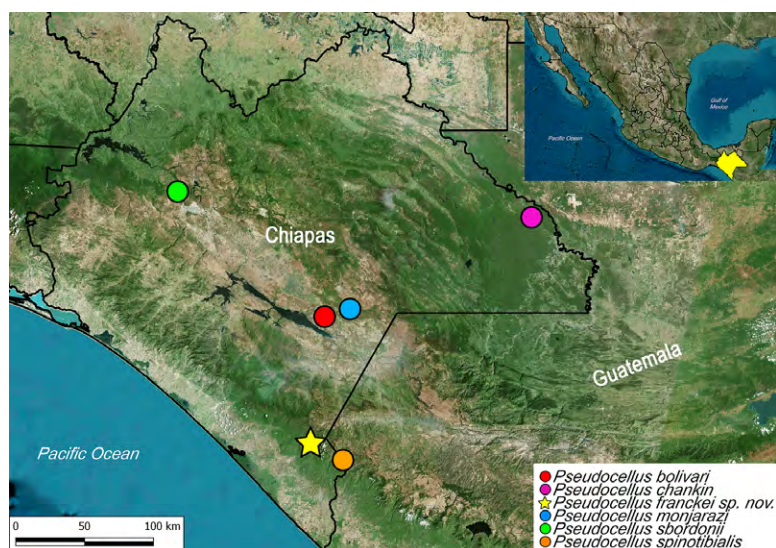 Gulf of
Mexico
Pacific Ocean
Chiapas
Guatemala
Pacific Ocean
Pseudocellus bolivari
Pseudocellus chankin
Pseudocellus franckei sp. nov.
Pseudocellus monjarazi
Pseudocellus sbordonii
Pseudocellus spinotibialis
0 50 100 km